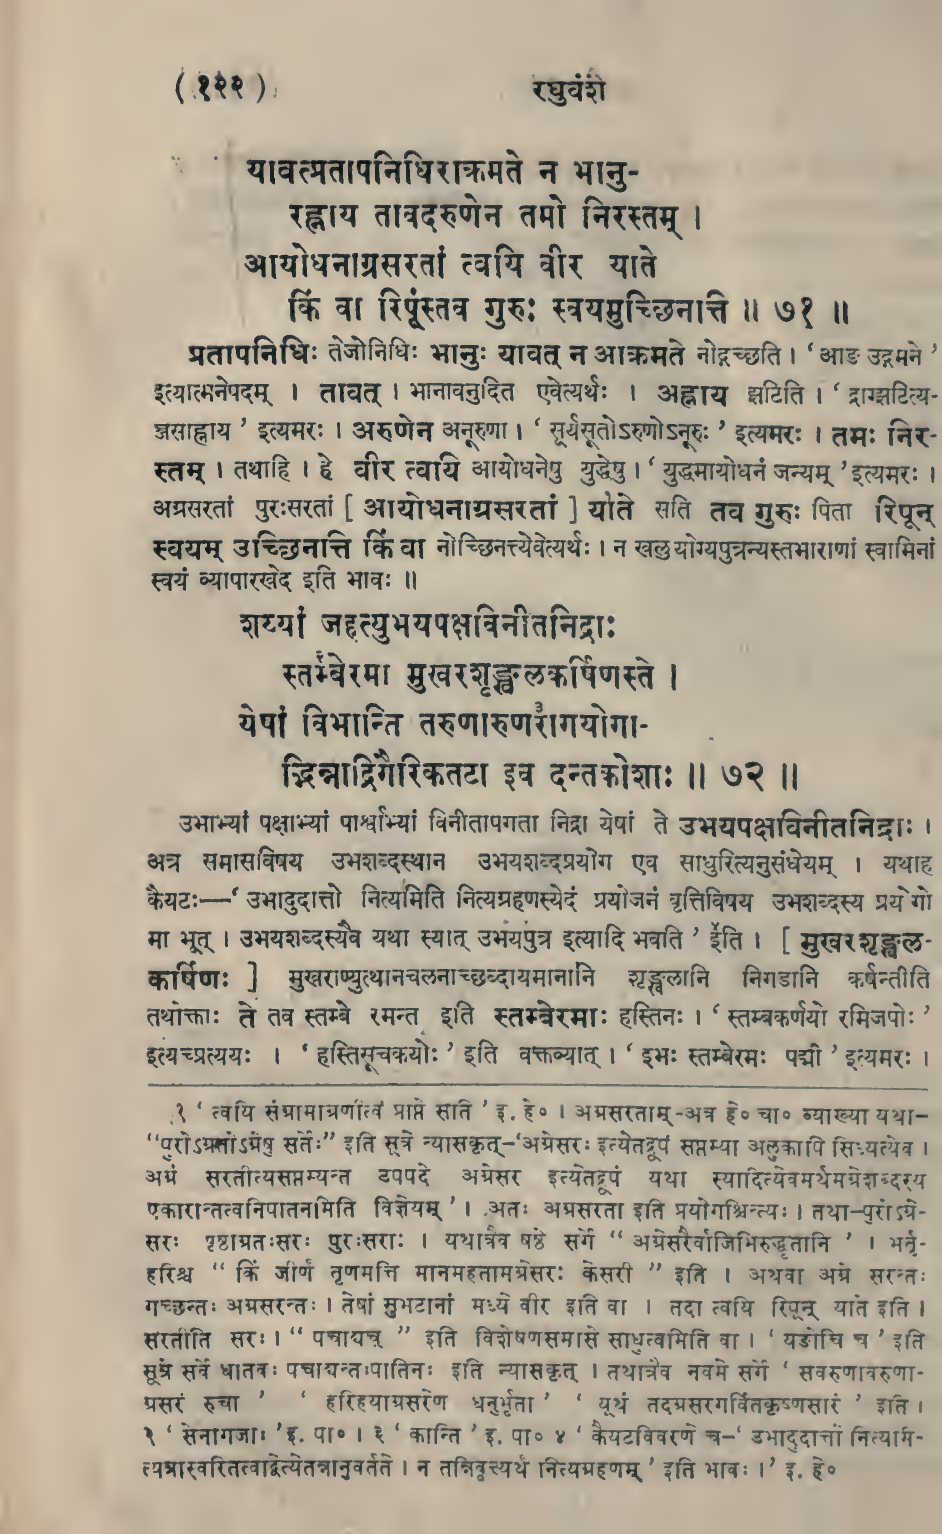 ( १२२ ) रघुवंशे
यावत्प्रतापनिधिराक्रमते न भानु-
रह्नाय तावदरुणेन तमो निरस्तम् ।
आयोधनाग्रसरतां त्वयि वीर याते
किं वा रिपूंस्तव गुरुः स्वयमुच्छिनत्ति ॥ ७१ ॥
प्रतापनिधिः तेजोनिधिः भानुः यावत् न आक्रमते नोद्गच्छति । ‘ आङ उद्गमने ’
इत्यात्मनेपदम् । तावत् । भानावनुदित एवेत्यर्थः । अह्नाय झटिति । ‘ द्राग्झटित्य-
ञ्जसाह्नाय ’ इत्यमरः । अरुणेन अनूरुणा । ‘ सूर्यसूतोऽरुणोऽनूरुः ’ इत्यमरः । तमः निर-
स्तम् । तथाहि । हे वीर त्वयि आयोधनेषु युद्धेषु । ‘ युद्धमायोधनं जन्यम् ’ इत्यमरः ।
अग्रसरतां पुरःसरतां [ आयोधनाग्रसरतां ] याते सति तव गुरुः पिता रिपून्
स्वयम् उच्छिनत्ति किं वा नोच्छिनत्त्येवेत्यर्थः । न खलु योग्यपुत्रन्यस्तभाराणां स्वामिनां
स्वयं व्यापारखेद इति भावः ॥
शय्यां जहत्युभयपक्षविनीतनिद्राः
स्तम्बेरमा मुखरशृङ्खलकर्षिणस्ते ।
येषां विभान्ति तरुणारुणरागयोगा-
द्भिन्नाद्रिगैरिकतटा इव दन्तकोशाः ॥ ७२ ॥
उभाभ्यां पक्षाभ्यां पार्श्वाभ्यां विनीतापगता निद्रा येषां ते उभयपक्षविनीतनिद्राः ।
अत्र समासविषय उभशब्दस्थान उभयशब्दप्रयोग एव साधुरित्यनुसंधेयम् । यथाह
कैयटः—‘ उभादुदात्तो नित्यमिति नित्यग्रहणस्येदं प्रयोजनं वृत्तिविषय उभशब्दस्य प्रयोगो
मा भूत् । उभयशब्दस्यैव यथा स्यात् उभयपुत्र इत्यादि भवति ’ इति । [ मुखरशृङ्खल-
कर्षिणः ] मुखराण्युत्थानचलनाच्छब्दायमानानि शृङ्खलानि निगडानि कर्षन्तीति
तथोक्ताः ते तव स्तम्बे रमन्त इति स्तम्बेरमाः हस्तिनः । ‘ स्तम्बकर्णयो रमिजपोः ’
इत्यच्प्रत्ययः । ‘ हस्तिसूचकयोः ’ इति वक्तव्यात् । ‘ इभः स्तम्बेरमः पद्मी ’ इत्यमरः ।
१ ‘ त्वयि संग्रामाग्रणीत्वं प्राप्ते सति ’ इ. हे० । अग्रसरताम्-अत्र हे० चा० व्याख्या यथा—
“पुरोऽग्रतोऽग्रेषु सर्तेः” इति सूत्रे न्यासकृत्-‘अग्रेसरः इत्येतद्रूपं सप्तम्या अलुकापि सिध्यत्येव ।
अग्रं सरतीत्यसप्तम्यन्त उपपदे अग्रेसर इत्येतद्रूपं यथा स्यादित्येवमर्थमग्रेशब्दस्य
एकारान्तत्वनिपातनमिति विज्ञेयम् ’ । अतः अग्रसरता इति प्रयोगश्चिन्त्यः । तथा-पुरोऽग्रे-
सरः पृष्ठाग्रतःसरः पुरःसराः । यथात्रैव षष्ठे सर्गे “ अग्रेसरैर्वाजिभिरुद्धतानि ’ । भर्तृ-
हरिश्च “ किं जीर्णं तृणमत्ति मानमहतामग्रेसरः केसरी ” इति । अथवा अग्रे सरन्तः
गच्छन्तः अग्रसरन्तः । तेषां सुभटानां मध्ये वीर इति वा । तदा त्वयि रिपून् याते इति ।
सरतीति सरः । “ पचाद्यच् ” इति विशेषणसमासे साधुत्वमिति वा । ‘ यङोचि च ’ इति
सूत्रे सर्वे धातवः पचाद्यन्तःपातिनः इति न्यासकृत् । तथात्रैव नवमे सर्गे ‘ सवरुणावरुणा-
ग्रसरं रुचा ’ ‘ हरिहयाग्रसरेण धनुर्भृता ’ ‘ यूथं तदग्रसरगर्वितकृष्णसारं ’ इति ।
२ ‘ सेनागजाः ’ इ. पा० । ३ ‘ कान्ति ’ इ. पा० ४ ‘ कैयटविवरणे च-‘ उभादुदात्तो नित्यमि-
त्यत्रास्वरितत्वाद्वेत्येतन्नानुवर्तते । न तन्निवृत्त्यर्थं नित्यग्रहणम् ’ इति भावः ।’ इ. हे०